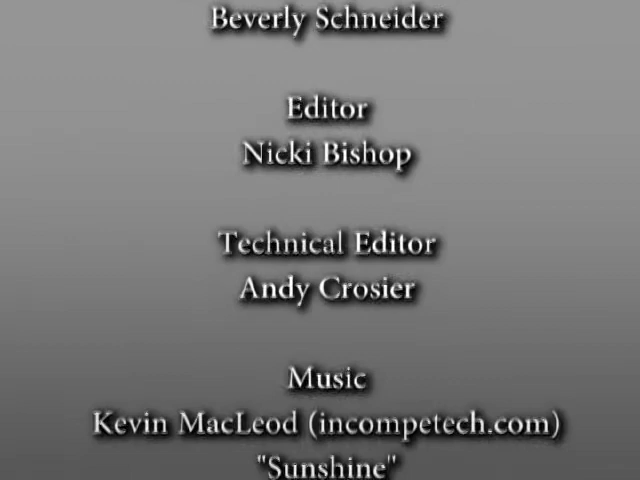 Beverly Schneider
Editor
Nicki Bishop
Technical Editor
Andy Crosier
Music
Kevin MacLeod (incompetech.com)
"Sunshine"